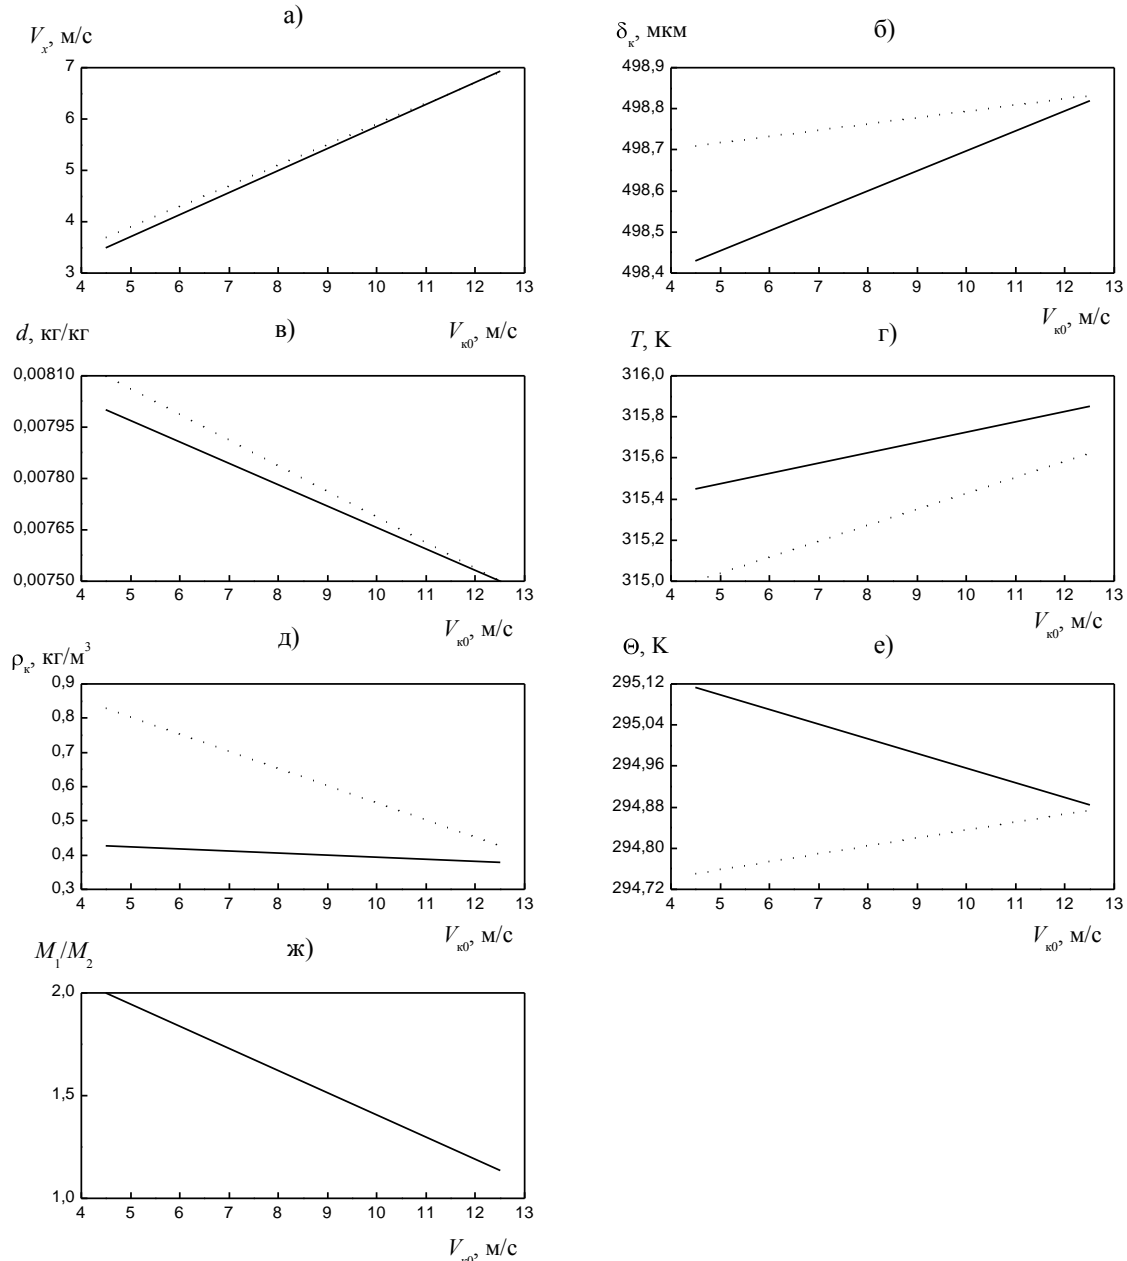 а)
V_x, м/с
7
6
5
4
3
4 5 6 7 8 9 10 11 12 13
V_к0, м/с
б)
δ_к, мкм
498,9
498,8
498,7
498,6
498,5
498,4
4 5 6 7 8 9 10 11 12 13
V_к0, м/с
в)
d, кг/кг
0,00810
0,00795
0,00780
0,00765
0,00750
4 5 6 7 8 9 10 11 12 13
V_к0, м/с
г)
T, K
316,0
315,8
315,6
315,4
315,2
315,0
4 5 6 7 8 9 10 11 12 13
V_к0, м/с
д)
ρ_к, кг/м³
0,9
0,8
0,7
0,6
0,5
0,4
0,3
4 5 6 7 8 9 10 11 12 13
V_к0, м/с
е)
Θ, K
295,12
295,04
294,96
294,88
294,80
294,72
4 5 6 7 8 9 10 11 12 13
V_к0, м/с
ж)
M_1/M_2
2,0
1,5
1,0
4 5 6 7 8 9 10 11 12 13
V_к0, м/с